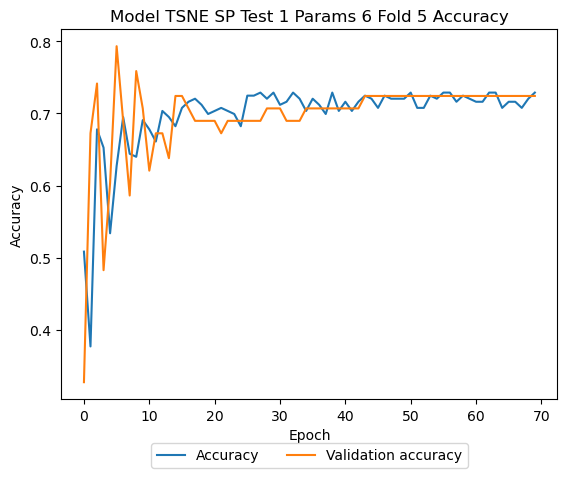 Model TSNE SP Test 1 Params 6 Fold 5 Accuracy
0.8
0.7
0.6
0.5
0.4
Accuracy
0 10 20 30 40 50 60 70
Epoch
Accuracy Validation accuracy